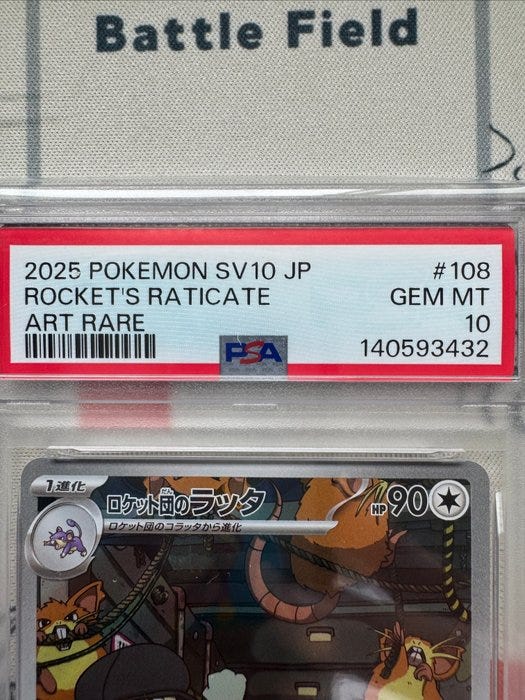 Battle Field
2025 POKEMON SV10 JP #108
ROCKET'S RATICATE GEM MT
ART RARE 10
PSA 140593432
1進化 ロケット団のラッタ HP 90
ロケット団のコラッタから進化